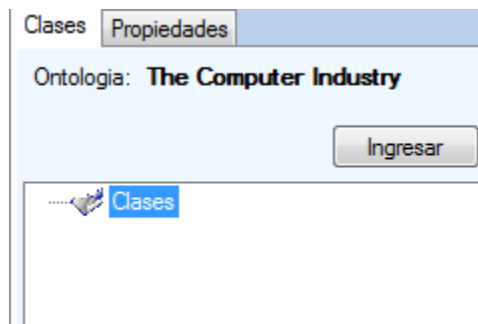 Clases Propiedades
Ontologia: The Computer Industry
Ingresar
Clases